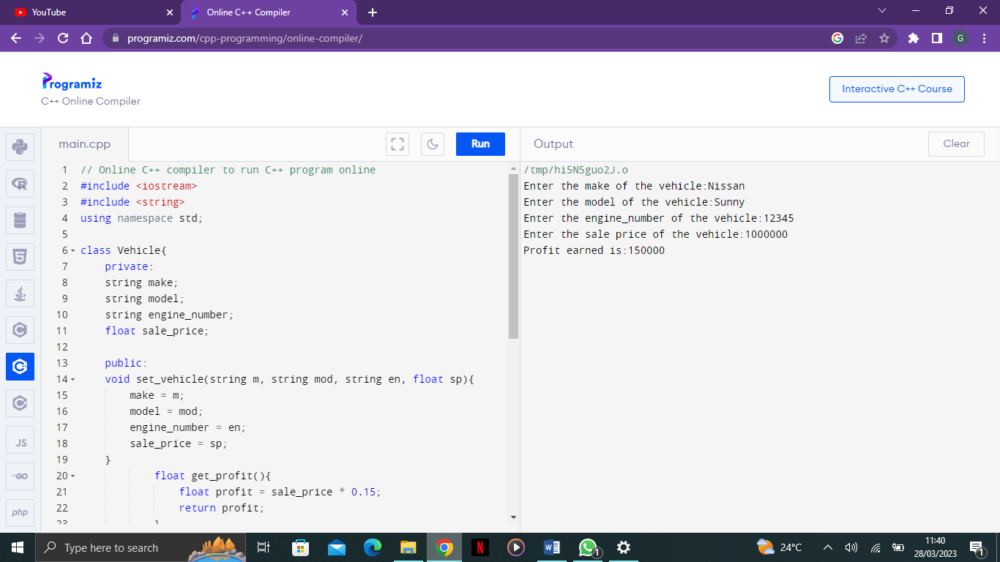 YouTube
Online C++ Compiler
programiz.com/cpp-programming/online-compiler/
G
Programiz
C++ Online Compiler
Interactive C++ Course
main.cpp
Run
Output
Clear
1 // Online C++ compiler to run C++ program online
2 #include <iostream>
3 #include <string>
4 using namespace std;
5
6 class Vehicle{
7 private:
8 string make;
9 string model;
10 string engine_number;
11 float sale_price;
12
13 public:
14 void set_vehicle(string m, string mod, string en, float sp){
15 make = m;
16 model = mod;
17 engine_number = en;
18 sale_price = sp;
19 }
20 float get_profit(){
21 float profit = sale_price * 0.15;
22 return profit;
23 }
/tmp/hi5N5guo2J.o
Enter the make of the vehicle:Nissan
Enter the model of the vehicle:Sunny
Enter the engine_number of the vehicle:12345
Enter the sale price of the vehicle:1000000
Profit earned is:150000
JS
GO
php
Type here to search
N
W
1
24°C
11:40
28/03/2023
1